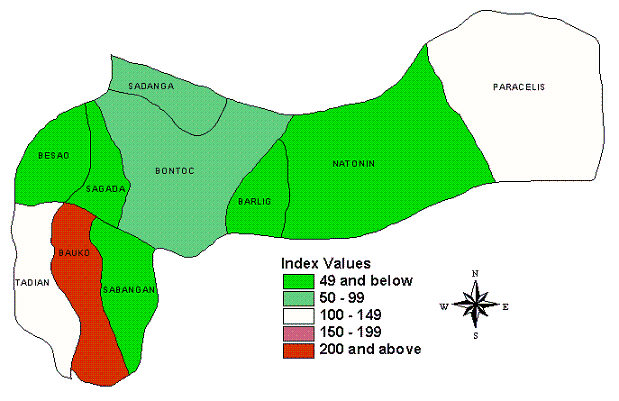 PARACELIS
SADANGA
BESAO
BONTOC
NATONIN
SAGADA
BARLIG
BAUKO
TADIAN
SABANGAN
Index Values
49 and below
50 - 99
100 - 149
150 - 199
200 and above
N
W E
S